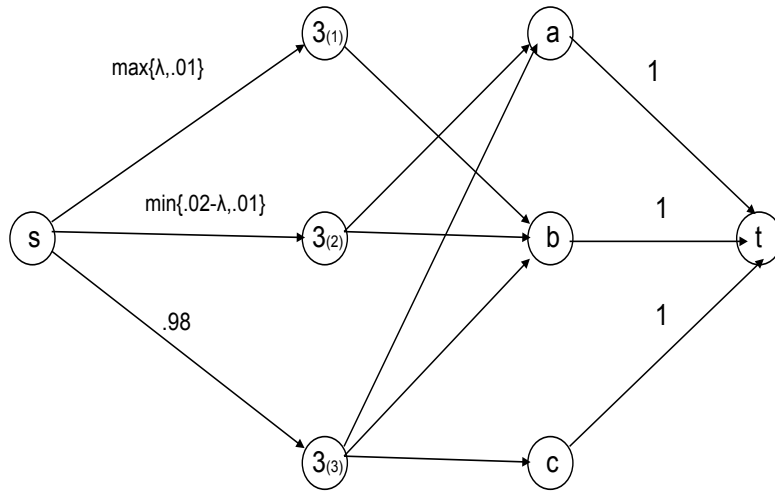 3(1)
a
max{λ,.01}
1
s
min{.02-λ,.01}
3(2)
b
1
t
.98
1
3(3)
c